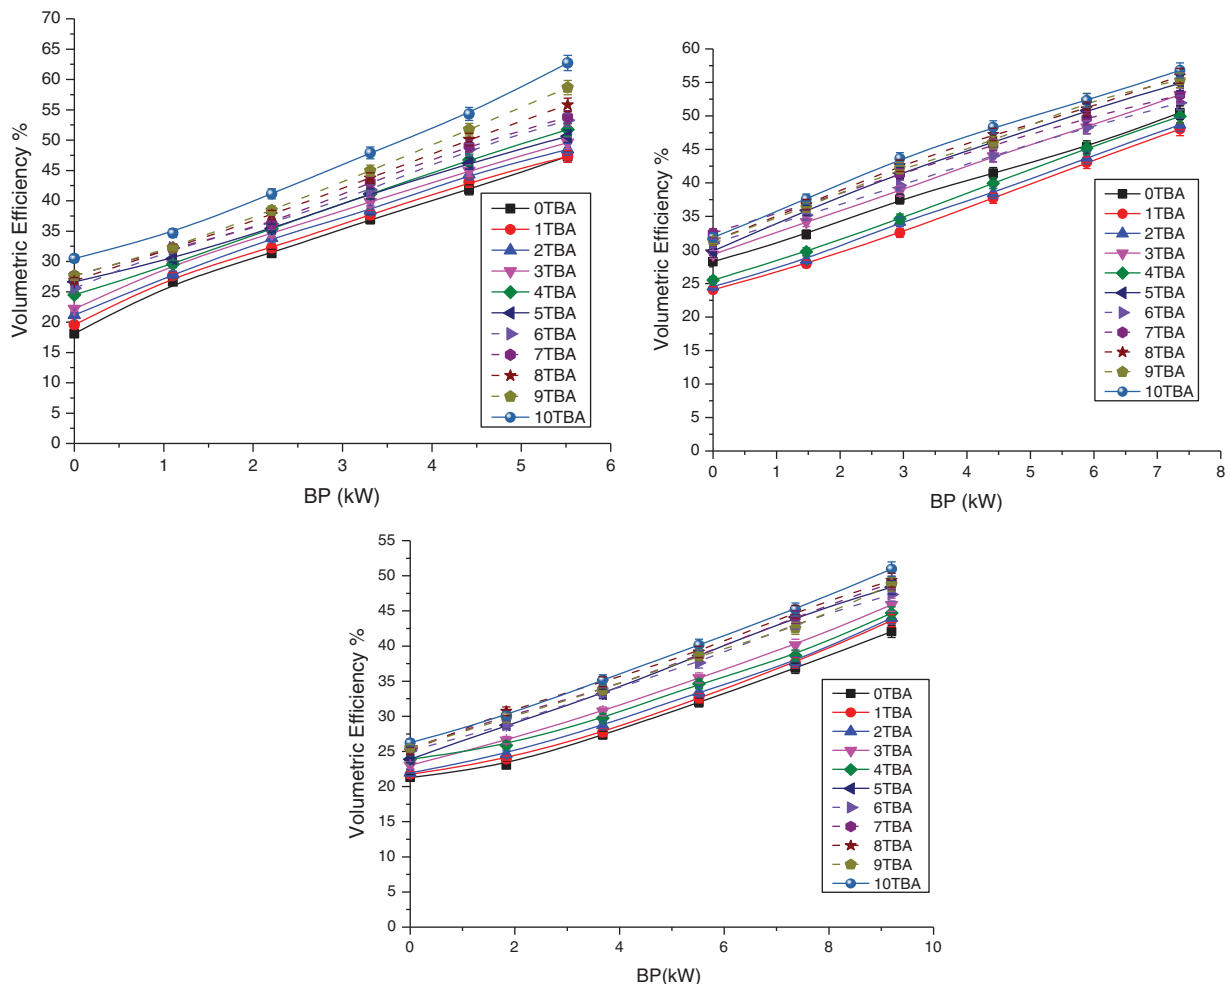 70
65
60
55
50
45
40
35
30
25
20
15
10
5
0
Volumetric Efficiency %
0 1 2 3 4 5 6
BP (kW)
0TBA
1TBA
2TBA
3TBA
4TBA
5TBA
6TBA
7TBA
8TBA
9TBA
10TBA
60
55
50
45
40
35
30
25
20
15
10
5
0
Volumetric Efficiency %
0 1 2 3 4 5 6 7 8
BP (kW)
0TBA
1TBA
2TBA
3TBA
4TBA
5TBA
6TBA
7TBA
8TBA
9TBA
10TBA
55
50
45
40
35
30
25
20
15
10
5
0
Volumetric Efficiency %
0 2 4 6 8 10
BP(kW)
0TBA
1TBA
2TBA
3TBA
4TBA
5TBA
6TBA
7TBA
8TBA
9TBA
10TBA